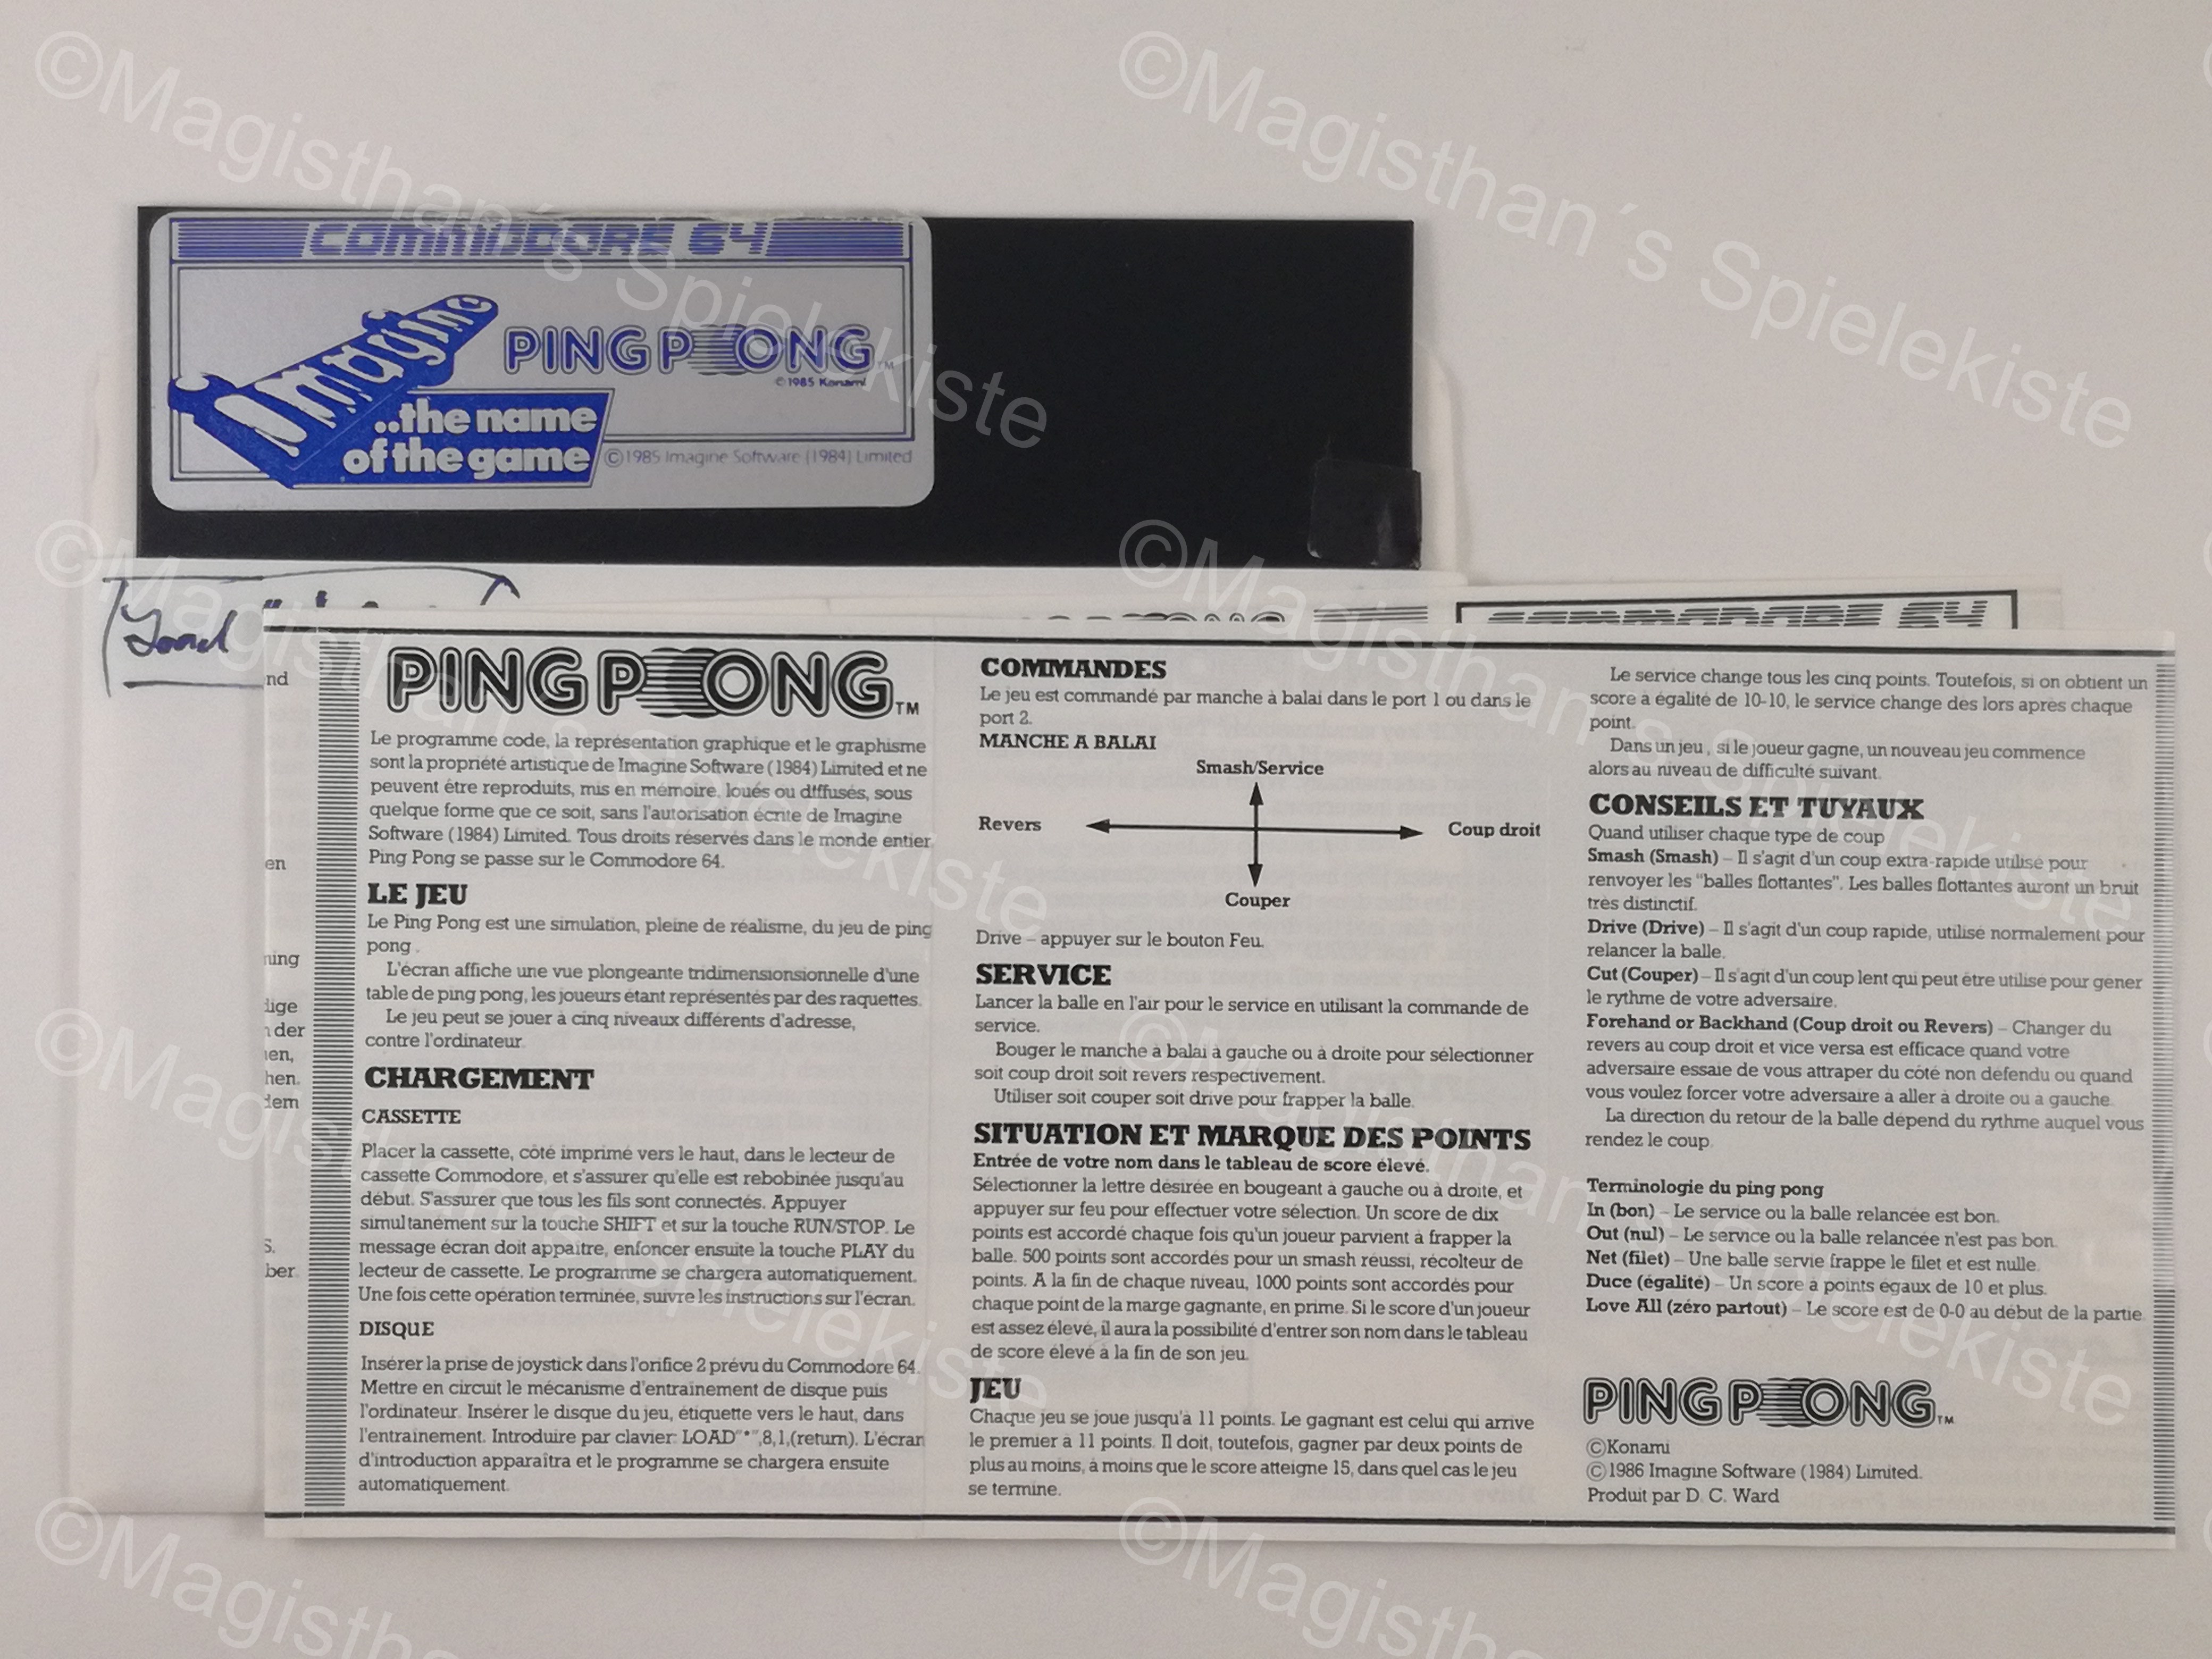 COMMODORE 64
Imagine
PING PONG™
©1985 Konami
..the name
of the game
©1985 Imagine Software (1984) Limited
COMMODORE 64
nd
en
ning
der
hen.
dem
S.
ber
PING PONG™
Le programme code, la représentation graphique et le graphisme
sont la propriété artistique de Imagine Software (1984) Limited et ne
peuvent être reproduits, mis en mémoire, loués ou diffusés, sous
quelque forme que ce soit, sans l'autorisation écrite de Imagine
Software (1984) Limited. Tous droits réservés dans le monde entier
Ping Pong se passe sur le Commodore 64.
LE JEU
Le Ping Pong est une simulation, pleine de réalisme, du jeu de ping
pong.
L'écran affiche une vue plongeante tridimensionsionnelle d'une
table de ping pong, les joueurs étant représentés par des raquettes.
Le jeu peut se jouer à cinq niveaux différents d'adresse,
contre l'ordinateur.
CHARGEMENT
CASSETTE
Placer la cassette, côté imprimé vers le haut, dans le lecteur de
cassette Commodore, et s'assurer qu'elle est rebobinée jusqu'au
début. S'assurer que tous les fils sont connectés. Appuyer
simultanément sur la touche SHIFT et sur la touche RUN/STOP. Le
message écran doit appaître, enfoncer ensuite la touche PLAY du
lecteur de cassette. Le programme se chargera automatiquement.
Une fois cette opération terminée, suivre les instructions sur l'écran.
DISQUE
Insérer la prise de joystick dans l'orifice 2 prévu du Commodore 64.
Mettre en circuit le mécanisme d'entrainement de disque puis
l'ordinateur. Insérer le disque du jeu, étiquette vers le haut, dans
l'entrainement. Introduire par clavier: LOAD"*",8,1,(return). L'écran
d'introduction apparaîtra et le programme se chargera ensuite
automatiquement.
COMMANDES
Le jeu est commandé par manche à balai dans le port 1 ou dans le
port 2.
MANCHE A BALAI
Smash/Service
Revers
Coup droit
Couper
Drive – appuyer sur le bouton Feu.
SERVICE
Lancer la balle en l'air pour le service en utilisant la commande de
service.
Bouger le manche à balai à gauche ou à droite pour sélectionner
soit coup droit soit revers respectivement.
Utiliser soit couper soit drive pour frapper la balle.
SITUATION ET MARQUE DES POINTS
Entrée de votre nom dans le tableau de score élevé.
Sélectionner la lettre désirée en bougeant à gauche ou à droite, et
appuyer sur feu pour effectuer votre sélection. Un score de dix
points est accordé chaque fois qu'un joueur parvient à frapper la
balle. 500 points sont accordés pour un smash réussi, récolteur de
points. A la fin de chaque niveau, 1000 points sont accordés pour
chaque point de la marge gagnante, en prime. Si le score d'un joueur
est assez élevé, il aura la possibilité d'entrer son nom dans le tableau
de score élevé à la fin de son jeu.
JEU
Chaque jeu se joue jusqu'à 11 points. Le gagnant est celui qui arrive
le premier à 11 points. Il doit, toutefois, gagner par deux points de
plus au moins, à moins que le score atteigne 15, dans quel cas le jeu
se termine.
Le service change tous les cinq points. Toutefois, si on obtient un
score à égalité de 10-10, le service change des lors après chaque
point.
Dans un jeu, si le joueur gagne, un nouveau jeu commence
alors au niveau de difficulté suivant.
CONSEILS ET TUYAUX
Quand utiliser chaque type de coup
Smash (Smash) – Il s'agit d'un coup extra-rapide utilisé pour
renvoyer les "balles flottantes". Les balles flottantes auront un bruit
très distinctif.
Drive (Drive) – Il s'agit d'un coup rapide, utilisé normalement pour
relancer la balle.
Cut (Couper) – Il s'agit d'un coup lent qui peut être utilisé pour gener
le rythme de votre adversaire.
Forehand or Backhand (Coup droit ou Revers) – Changer du
revers au coup droit et vice versa est efficace quand votre
adversaire essaie de vous attraper du côté non défendu ou quand
vous voulez forcer votre adversaire à aller à droite ou à gauche.
La direction du retour de la balle dépend du rythme auquel vous
rendez le coup.
Terminologie du ping pong
In (bon) – Le service ou la balle relancée est bon.
Out (nul) – Le service ou la balle relancée n'est pas bon.
Net (filet) – Une balle servie frappe le filet et est nulle.
Duce (égalité) – Un score à points égaux de 10 et plus.
Love All (zéro partout) – Le score est de 0-0 au début de la partie
PING PONG™
©Konami
©1986 Imagine Software (1984) Limited.
Produit par D. C. Ward
©Magisthan´s Spielekiste
©Magisthan´s Spielekiste
©Magisthan´s Spielekiste
©Magisthan´s Spielekiste
©Magisthan´s Spielekiste
©Magisthan´s Spielekiste